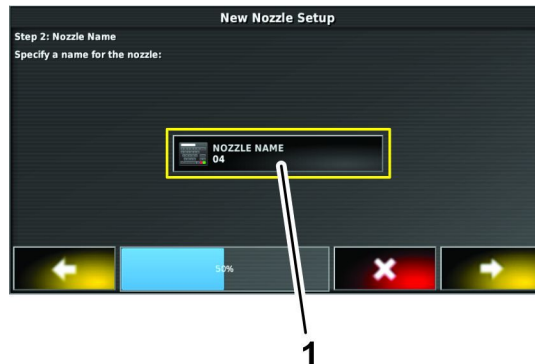 New Nozzle Setup
Step 2: Nozzle Name
Specify a name for the nozzle:
NOZZLE NAME
04
50%
1